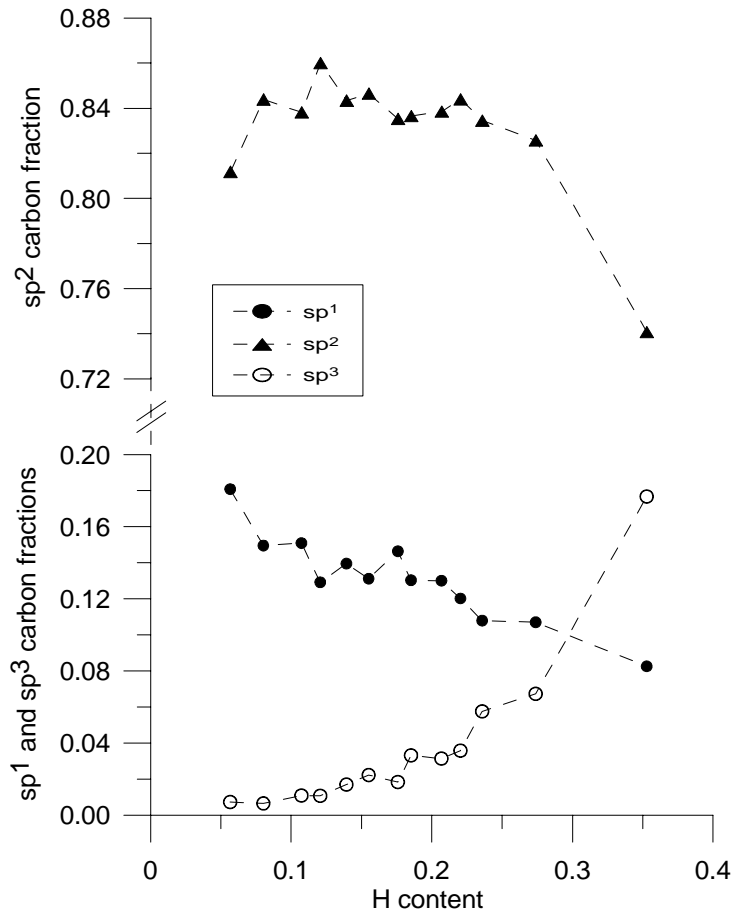 0.88
0.84
0.80
0.76
0.72
sp² carbon fraction
sp¹
sp²
sp³
0.20
0.16
0.12
0.08
0.04
0.00
sp¹ and sp³ carbon fractions
0 0.1 0.2 0.3 0.4
H content